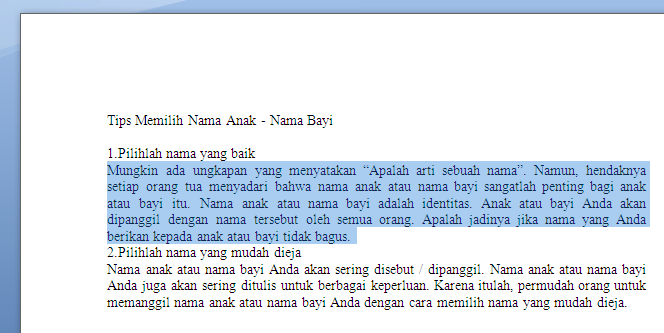 Tips Memilih Nama Anak - Nama Bayi
1.Pilihlah nama yang baik
Mungkin ada ungkapan yang menyatakan “Apalah arti sebuah nama”. Namun, hendaknya
setiap orang tua menyadari bahwa nama anak atau nama bayi sangatlah penting bagi anak
atau bayi itu. Nama anak atau nama bayi adalah identitas. Anak atau bayi Anda akan
dipanggil dengan nama tersebut oleh semua orang. Apalah jadinya jika nama yang Anda
berikan kepada anak atau bayi tidak bagus.
2.Pilihlah nama yang mudah dieja
Nama anak atau nama bayi Anda akan sering disebut / dipanggil. Nama anak atau nama bayi
Anda juga akan sering ditulis untuk berbagai keperluan. Karena itulah, permudah orang untuk
memanggil nama anak atau nama bayi Anda dengan cara memilih nama yang mudah dieja.